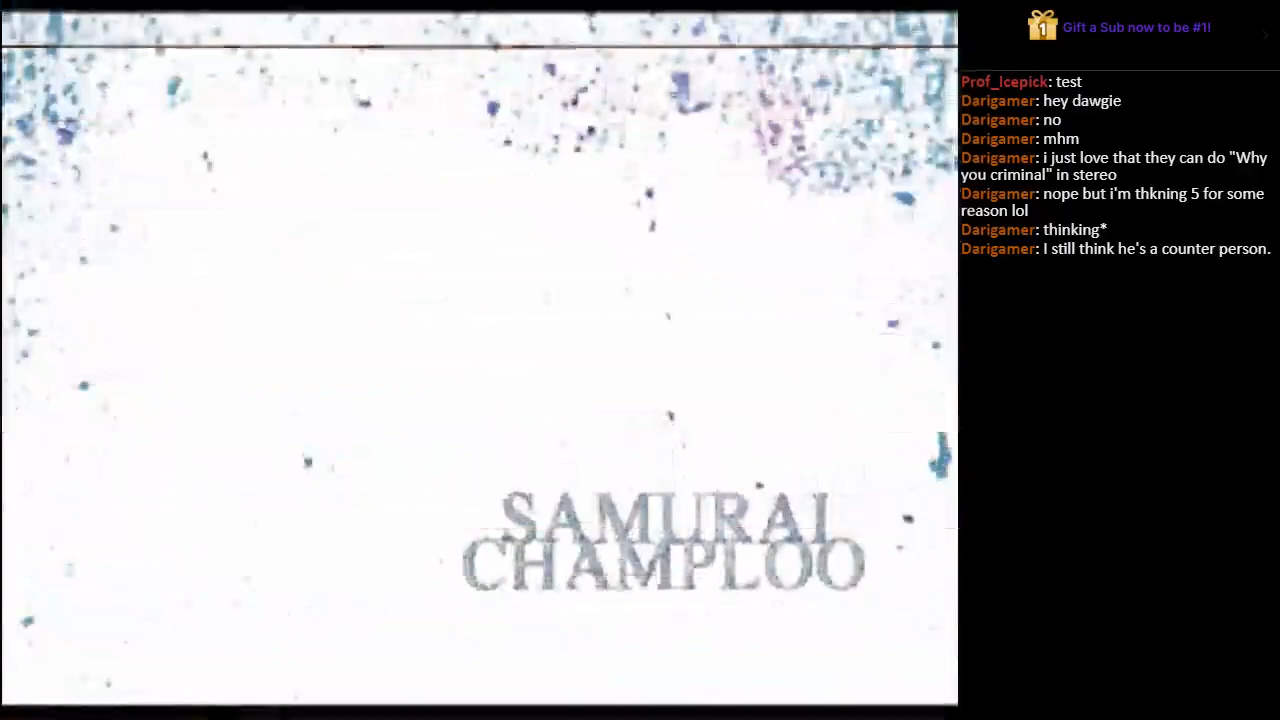 SAMURAI
CHAMPLOO
1 Gift a Sub now to be #1!
Prof_Icepick: test
Darigamer: hey dawgie
Darigamer: no
Darigamer: mhm
Darigamer: i just love that they can do "Why
you criminal" in stereo
Darigamer: nope but i'm thkning 5 for some
reason lol
Darigamer: thinking*
Darigamer: I still think he's a counter person.